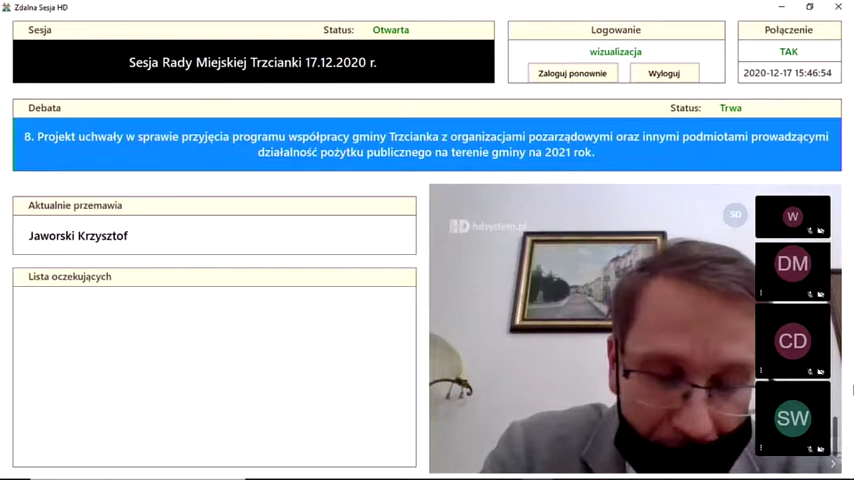 Zdalna Sesja HD
Sesja
Status: Otwarta
Sesja Rady Miejskiej Trzcianki 17.12.2020 r.
Logowanie
wizualizacja
Zaloguj ponownie
Wyloguj
Połączenie
TAK
2020-12-17 15:46:54
Debata
Status: Trwa
8. Projekt uchwały w sprawie przyjęcia programu współpracy gminy Trzcianka z organizacjami pozarządowymi oraz innymi podmiotami prowadzącymi
działalność pożytku publicznego na terenie gminy na 2021 rok.
Aktualnie przemawia
Jaworski Krzysztof
Lista oczekujących
HD hdsystem.pl
SD
W
DM
CD
SW